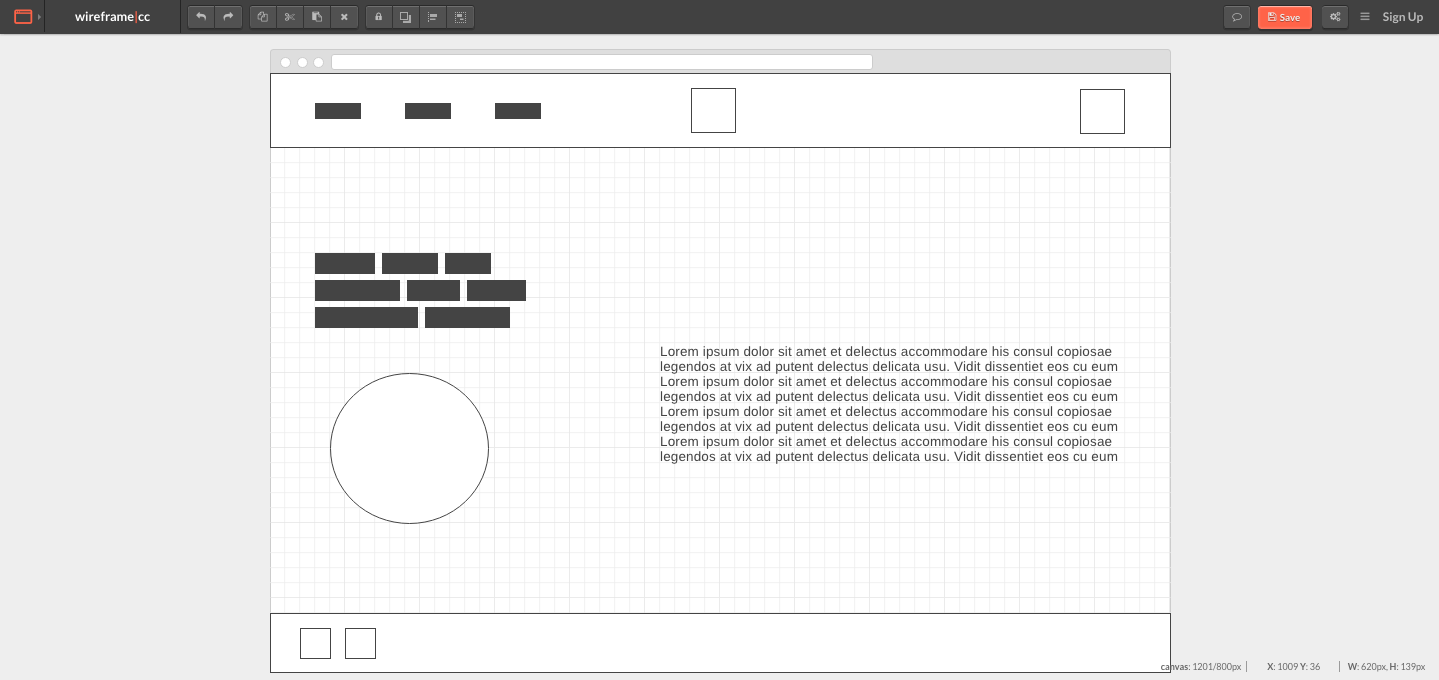 wireframe|cc
Save
Sign Up
Lorem ipsum dolor sit amet et delectus accommodare his consul copiosae
legendos at vix ad putent delectus delicata usu. Vidit dissentiet eos cu eum
Lorem ipsum dolor sit amet et delectus accommodare his consul copiosae
legendos at vix ad putent delectus delicata usu. Vidit dissentiet eos cu eum
Lorem ipsum dolor sit amet et delectus accommodare his consul copiosae
legendos at vix ad putent delectus delicata usu. Vidit dissentiet eos cu eum
Lorem ipsum dolor sit amet et delectus accommodare his consul copiosae
legendos at vix ad putent delectus delicata usu. Vidit dissentiet eos cu eum
canvas: 1201/800px | X: 1009 Y: 36 | W: 620px, H: 139px